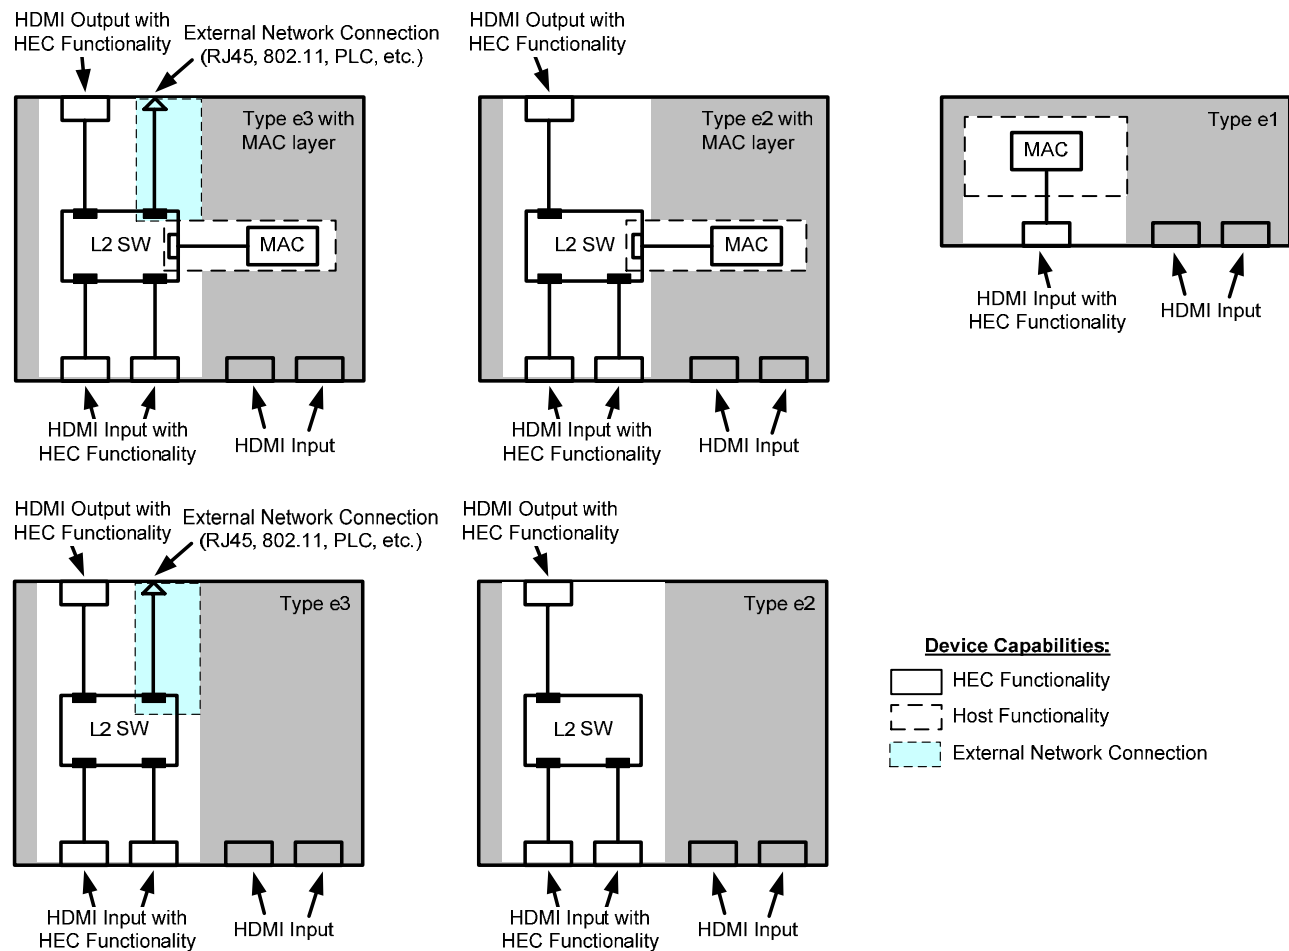 HDMI Output with
HEC Functionality
External Network Connection
(RJ45, 802.11, PLC, etc.)
Type e3 with
MAC layer
L2 SW
MAC
HDMI Input with
HEC Functionality
HDMI Input
HDMI Output with
HEC Functionality
Type e2 with
MAC layer
L2 SW
MAC
HDMI Input with
HEC Functionality
HDMI Input
Type e1
MAC
HDMI Input with
HEC Functionality
HDMI Input
HDMI Output with
HEC Functionality
External Network Connection
(RJ45, 802.11, PLC, etc.)
Type e3
L2 SW
HDMI Input with
HEC Functionality
HDMI Input
HDMI Output with
HEC Functionality
Type e2
L2 SW
HDMI Input with
HEC Functionality
HDMI Input
Device Capabilities:
HEC Functionality
Host Functionality
External Network Connection